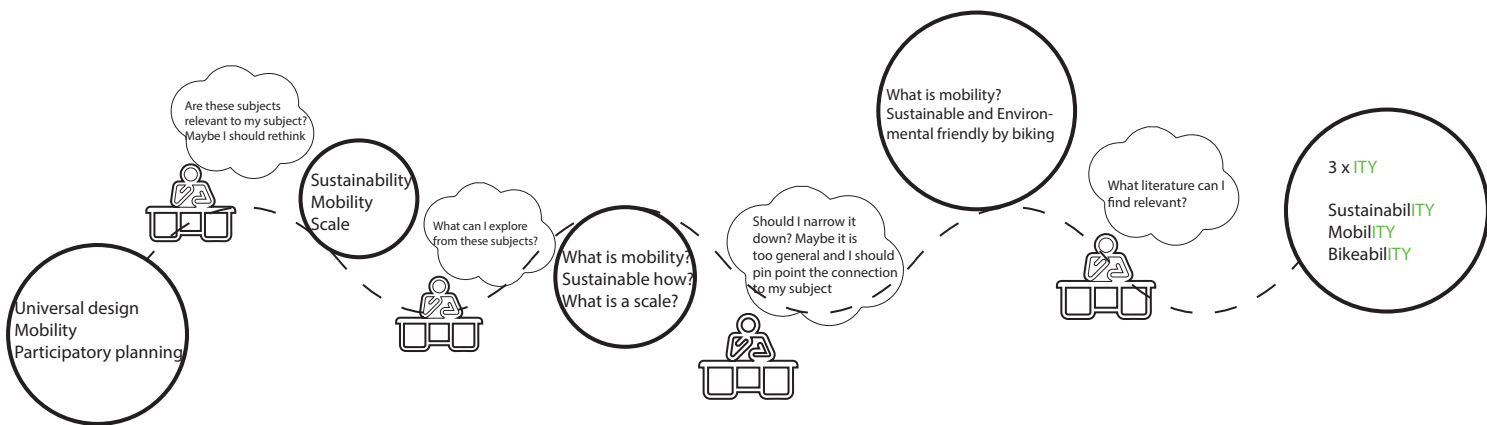 Universal design
Mobility
Participatory planning
Are these subjects
relevant to my subject?
Maybe I should rethink
Sustainability
Mobility
Scale
What can I explore
from these subjects?
What is mobility?
Sustainable how?
What is a scale?
Should I narrow it
down? Maybe it is
too general and I should
pin point the connection
to my subject
What is mobility?
Sustainable and Environ-
mental friendly by biking
What literature can I
find relevant?
3 x ITY
SustainabilITY
MobilITY
BikeabilITY